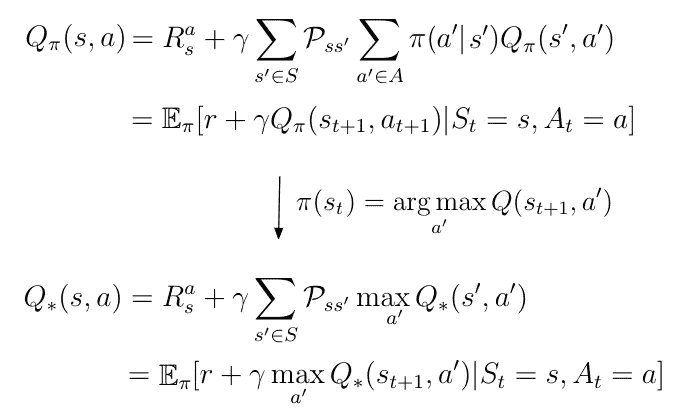 Q_π(s, a) = R_s^a + γ ∑_{s′∈S} 𝒫_{ss′} ∑_{a′∈A} π(a′|s′)Q_π(s′, a′)
= 𝔼_π[r + γQ_π(s_{t+1}, a_{t+1})|S_t = s, A_t = a]
π(s_t) = arg max_{a′} Q(s_{t+1}, a′)
Q_*(s, a) = R_s^a + γ ∑_{s′∈S} 𝒫_{ss′} max_{a′} Q_*(s′, a′)
= 𝔼_π[r + γ max_{a′} Q_*(s_{t+1}, a′)|S_t = s, A_t = a]